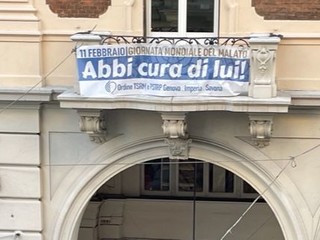 11 FEBBRAIO GIORNATA MONDIALE DEL MALATO
Abbi cura di lui!
Ordine TSRM e PSTRP Genova Imperia Savona